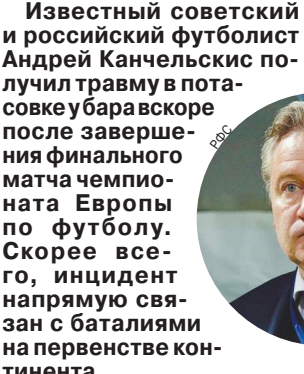 Известный советский
и российский футболист
Андрей Канчельскис по-
лучил травму в пота-
совке у бара вскоре
после заверше-
ния финального
матча чемпио-
ната Европы
по футболу.
Скорее все-
го, инцидент
напрямую свя-
зан с баталиями
на первенстве кон-
тинента
РФС